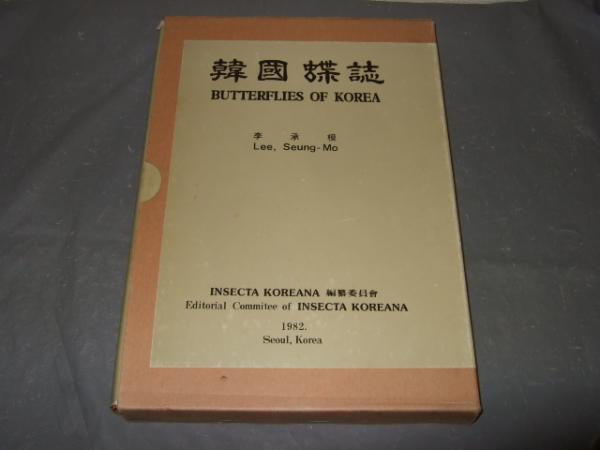 韓國蝶誌
BUTTERFLIES OF KOREA
李承模
Lee, Seung-Mo
INSECTA KOREANA 編纂委員會
Editorial Commitee of INSECTA KOREANA
1982.
Seoul, Korea